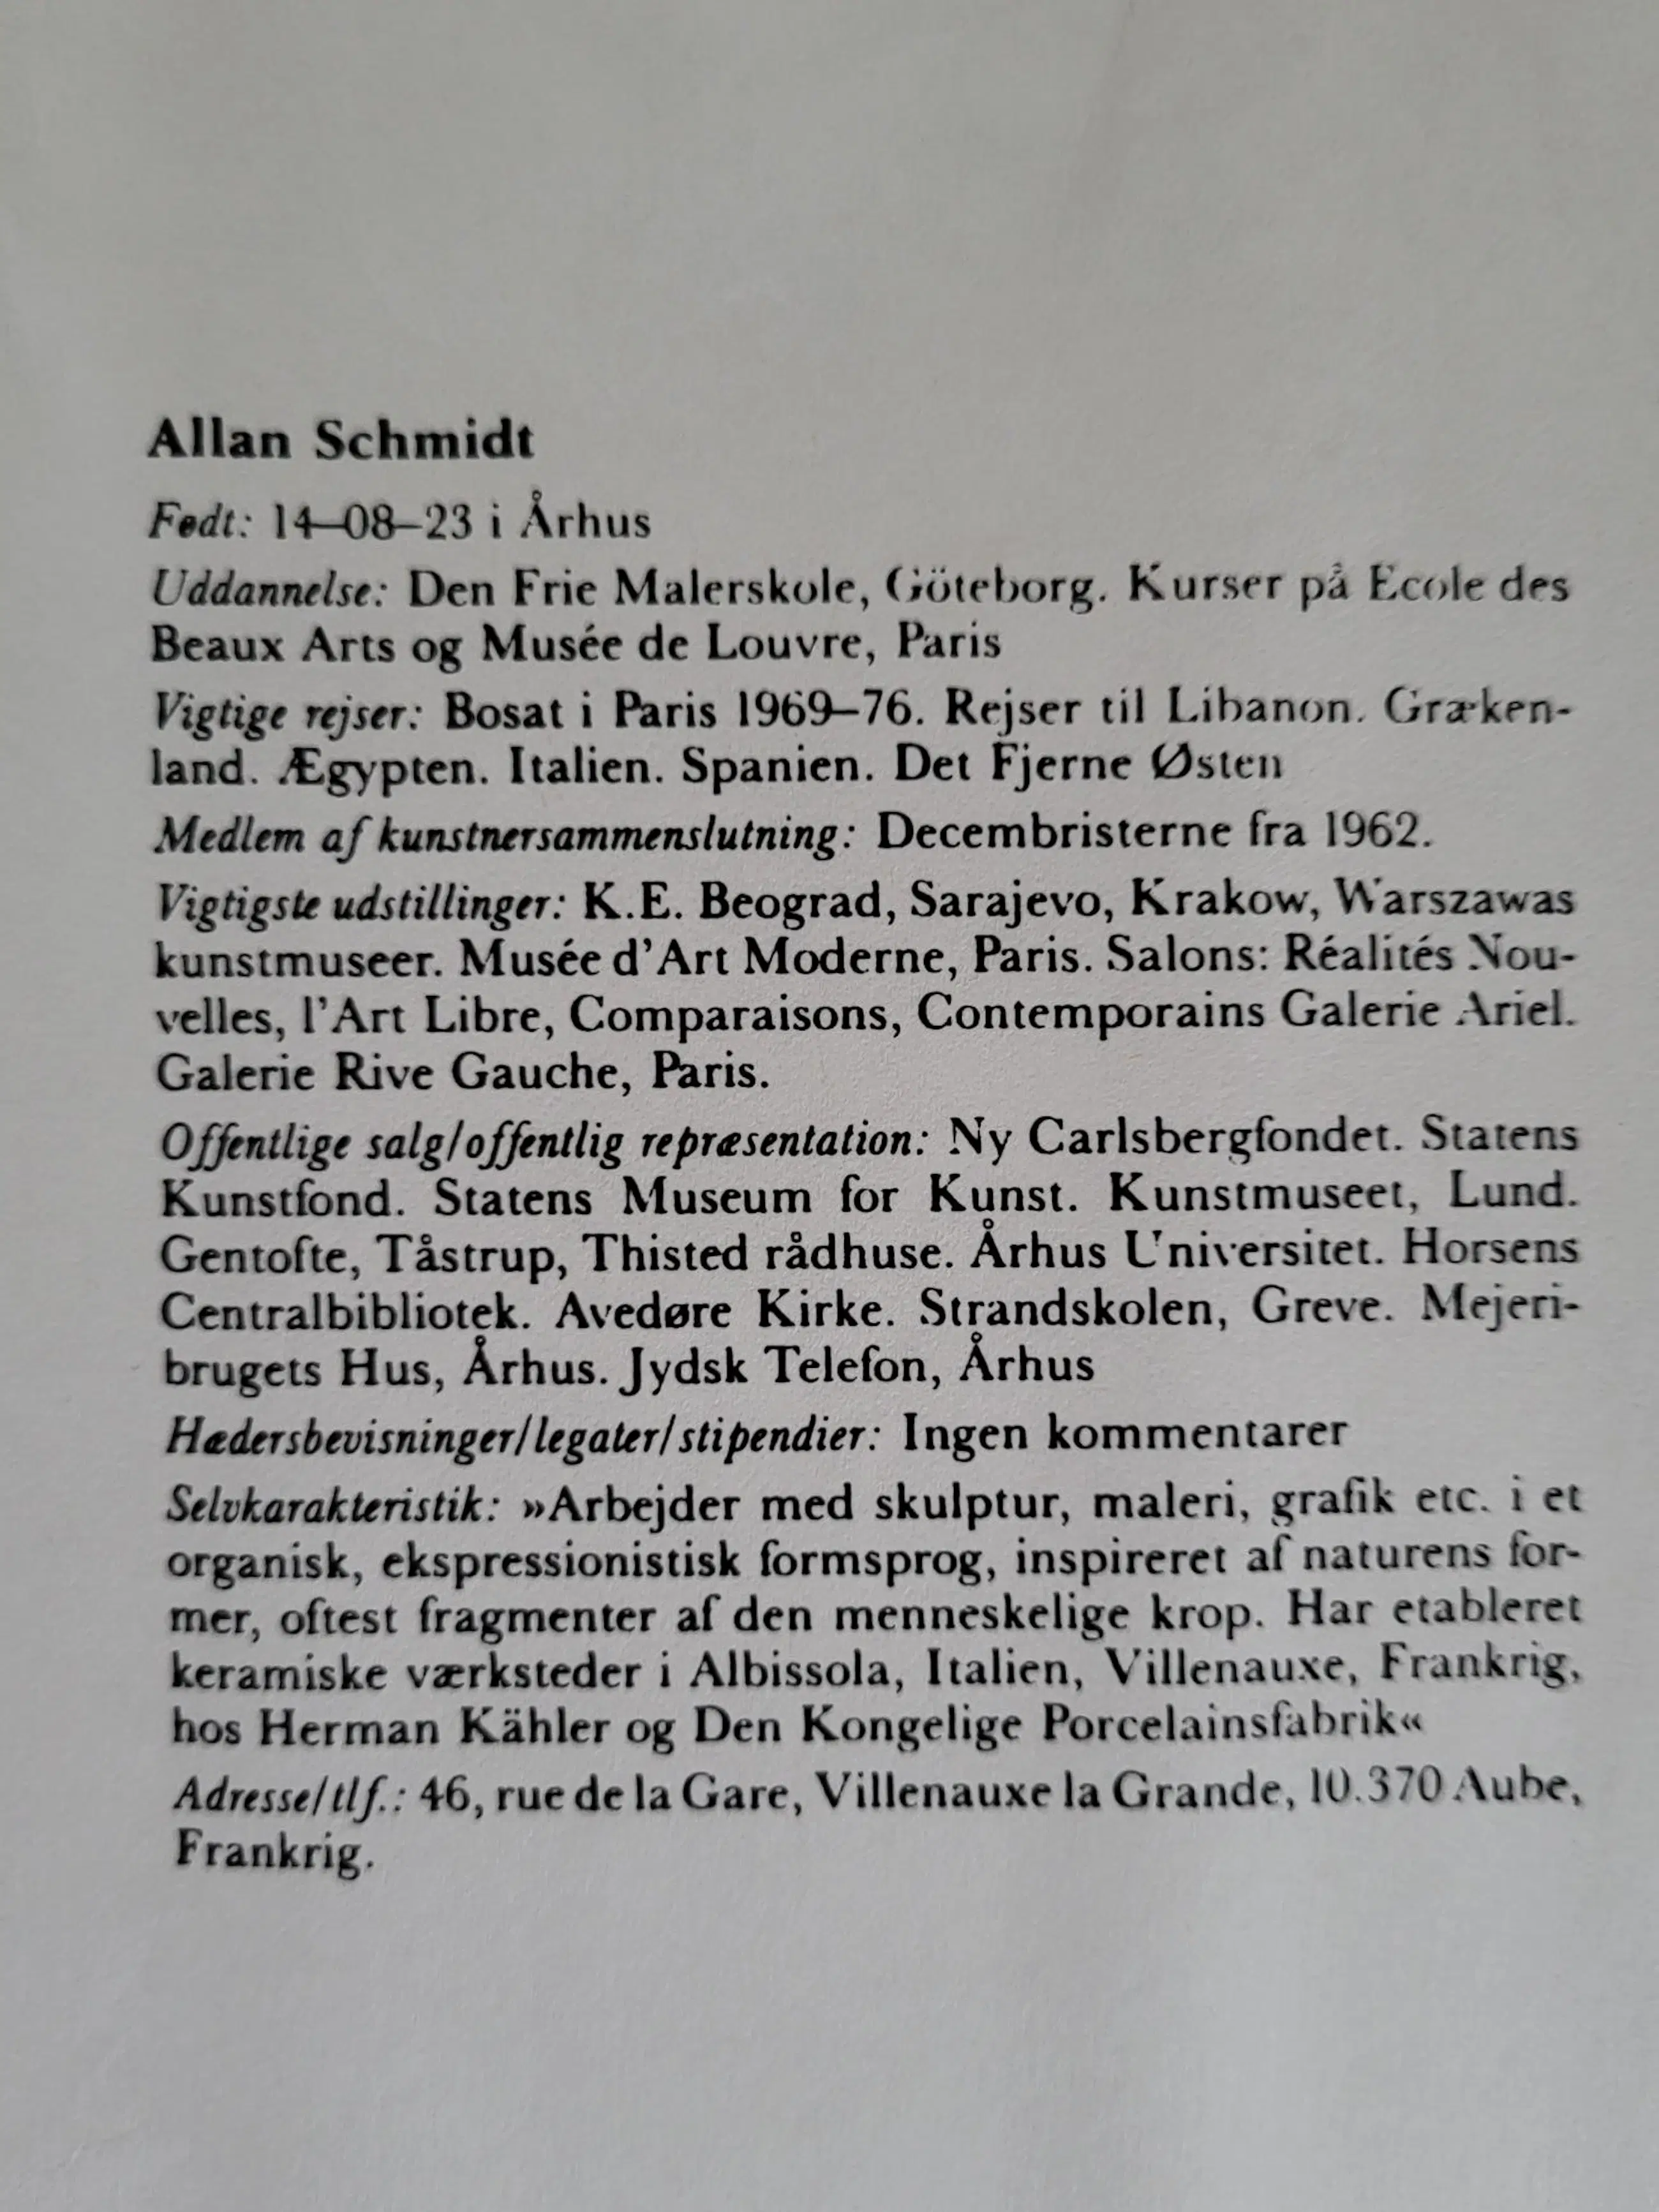 Allan Schmidt
Født: 14–08–23 i Århus
Uddannelse: Den Frie Malerskole, Göteborg. Kurser på Ecole des
Beaux Arts og Musée de Louvre, Paris
Vigtige rejser: Bosat i Paris 1969–76. Rejser til Libanon. Græken-
land. Ægypten. Italien. Spanien. Det Fjerne Østen
Medlem af kunstnersammenslutning: Decembristerne fra 1962.
Vigtigste udstillinger: K.E. Beograd, Sarajevo, Krakow, Warszawas
kunstmuseer. Musée d'Art Moderne, Paris. Salons: Réalités Nou-
velles, l'Art Libre, Comparaisons, Contemporains Galerie Ariel.
Galerie Rive Gauche, Paris.
Offentlige salg/offentlig repræsentation: Ny Carlsbergfondet. Statens
Kunstfond. Statens Museum for Kunst. Kunstmuseet, Lund.
Gentofte, Tåstrup, Thisted rådhuse. Århus Universitet. Horsens
Centralbibliotek. Avedøre Kirke. Strandskolen, Greve. Mejeri-
brugets Hus, Århus. Jydsk Telefon, Århus
Hædersbevisninger/legater/stipendier: Ingen kommentarer
Selvkarakteristik: »Arbejder med skulptur, maleri, grafik etc. i et
organisk, ekspressionistisk formsprog, inspireret af naturens for-
mer, oftest fragmenter af den menneskelige krop. Har etableret
keramiske værksteder i Albissola, Italien, Villenauxe, Frankrig,
hos Herman Kähler og Den Kongelige Porcelainsfabrik«
Adresse/tlf.: 46, rue de la Gare, Villenauxe la Grande, 10.370 Aube,
Frankrig.